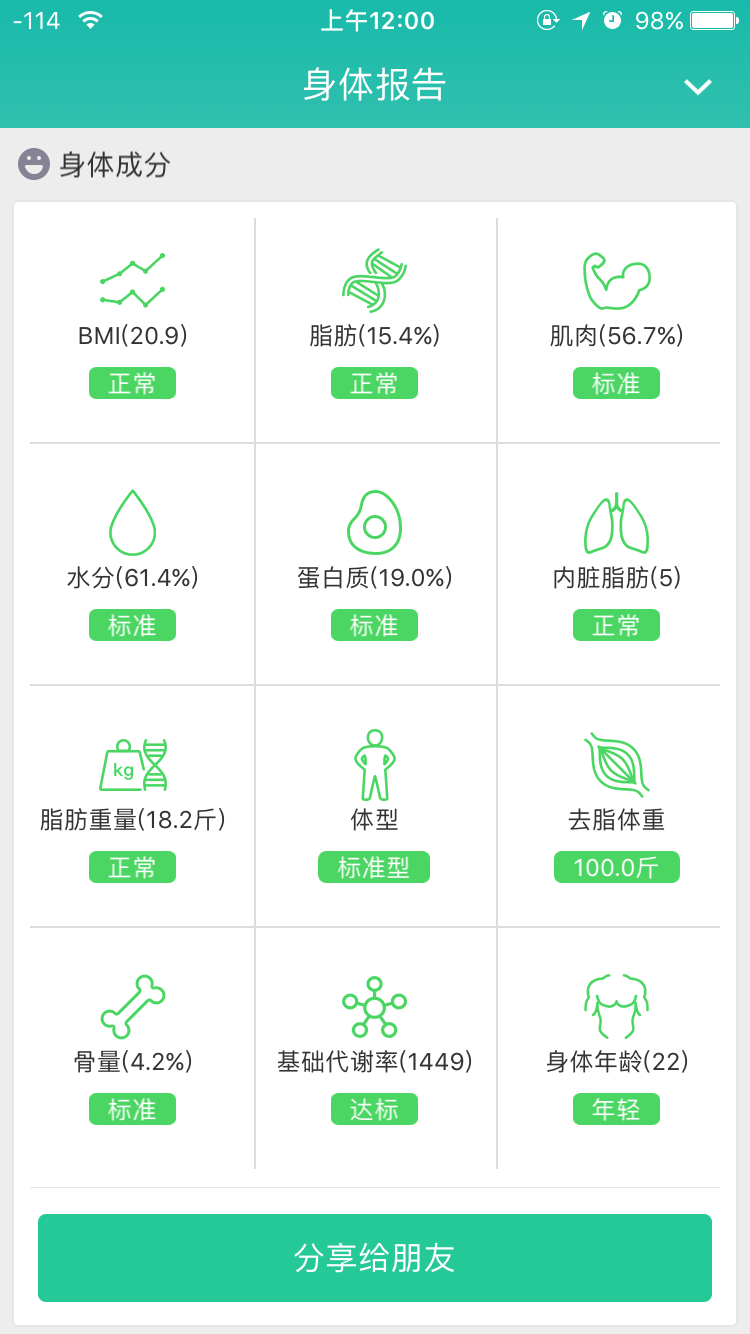 -114 上午12:00 98%
身体报告
身体成分
BMI(20.9) 脂肪(15.4%) 肌肉(56.7%)
正常 正常 标准
水分(61.4%) 蛋白质(19.0%) 内脏脂肪(5)
标准 标准 正常
kg
脂肪重量(18.2斤) 体型 去脂体重
正常 标准型 100.0斤
骨量(4.2%) 基础代谢率(1449) 身体年龄(22)
标准 达标 年轻
分享给朋友